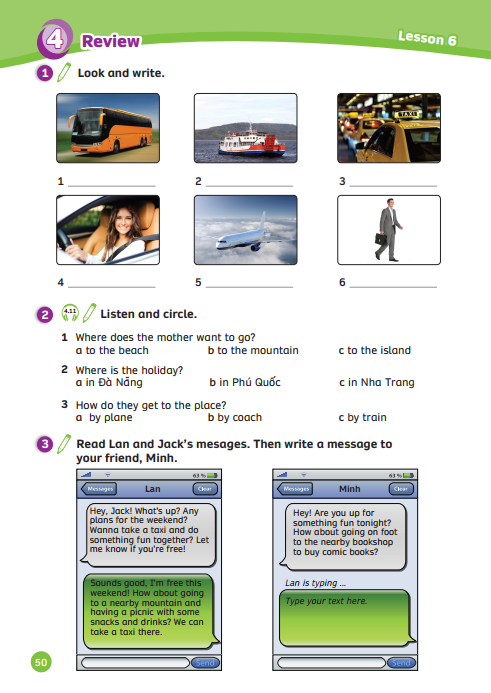 4 Review
Lesson 6
1 Look and write.
TAXI
1 ____________ 2 ____________ 3 ____________
4 ____________ 5 ____________ 6 ____________
2 4.11 Listen and circle.
1 Where does the mother want to go?
a to the beach b to the mountain c to the island
2 Where is the holiday?
a in Đà Nẵng b in Phú Quốc c in Nha Trang
3 How do they get to the place?
a by plane b by coach c by train
3 Read Lan and Jack's mesages. Then write a message to
your friend, Minh.
63 %
Messages Lan Clear
Hey, Jack! What's up? Any
plans for the weekend?
Wanna take a taxi and do
something fun together? Let
me know if you're free!
Sounds good, I'm free this
weekend! How about going
to a nearby mountain and
having a picnic with some
snacks and drinks? We can
take a taxi there.
Send
63 %
Messages Minh Clear
Hey! Are you up for
something fun tonight?
How about going on foot
to the nearby bookshop
to buy comic books?
Lan is typing ...
Type your text here.
Send
50